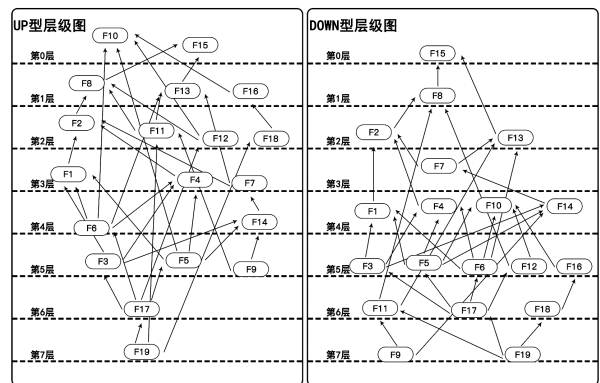 UP型层级图
F10
F15
第0层
F8
F13
F16
第1层
F2
F11
F12
F18
第2层
F1
F4
F7
第3层
F6
F14
第4层
F3
F5
F9
第5层
F17
第6层
F19
第7层
DOWN型层级图
F15
第0层
F8
第1层
F2
F13
第2层
F7
第3层
F1
F4
F10
F14
第4层
F3
F5
F6
F12
F16
第5层
F11
F17
F18
第6层
F9
F19
第7层